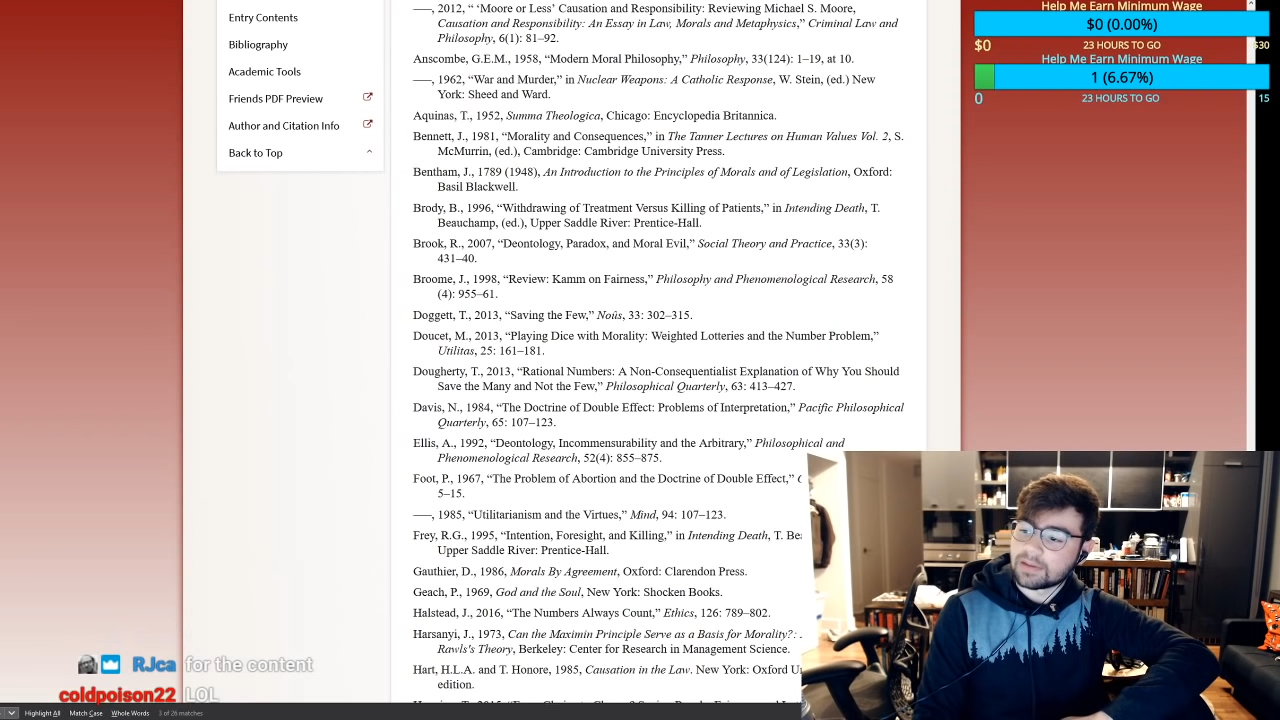 Entry Contents
Bibliography
Academic Tools
Friends PDF Preview
Author and Citation Info
Back to Top
–––, 2012, “ ‘Moore or Less’ Causation and Responsibility: Reviewing Michael S. Moore,
Causation and Responsibility: An Essay in Law, Morals and Metaphysics,” Criminal Law and
Philosophy, 6(1): 81–92.
Anscombe, G.E.M., 1958, “Modern Moral Philosophy,” Philosophy, 33(124): 1–19, at 10.
–––, 1962, “War and Murder,” in Nuclear Weapons: A Catholic Response, W. Stein, (ed.) New
York: Sheed and Ward.
Aquinas, T., 1952, Summa Theologica, Chicago: Encyclopedia Britannica.
Bennett, J., 1981, “Morality and Consequences,” in The Tanner Lectures on Human Values Vol. 2, S.
McMurrin, (ed.), Cambridge: Cambridge University Press.
Bentham, J., 1789 (1948), An Introduction to the Principles of Morals and of Legislation, Oxford:
Basil Blackwell.
Brody, B., 1996, “Withdrawing of Treatment Versus Killing of Patients,” in Intending Death, T.
Beauchamp, (ed.), Upper Saddle River: Prentice-Hall.
Brook, R., 2007, “Deontology, Paradox, and Moral Evil,” Social Theory and Practice, 33(3):
431–40.
Broome, J., 1998, “Review: Kamm on Fairness,” Philosophy and Phenomenological Research, 58
(4): 955–61.
Doggett, T., 2013, “Saving the Few,” Noûs, 33: 302–315.
Doucet, M., 2013, “Playing Dice with Morality: Weighted Lotteries and the Number Problem,”
Utilitas, 25: 161–181.
Dougherty, T., 2013, “Rational Numbers: A Non-Consequentialist Explanation of Why You Should
Save the Many and Not the Few,” Philosophical Quarterly, 63: 413–427.
Davis, N., 1984, “The Doctrine of Double Effect: Problems of Interpretation,” Pacific Philosophical
Quarterly, 65: 107–123.
Ellis, A., 1992, “Deontology, Incommensurability and the Arbitrary,” Philosophical and
Phenomenological Research, 52(4): 855–875.
Foot, P., 1967, “The Problem of Abortion and the Doctrine of Double Effect,”
5–15.
–––, 1985, “Utilitarianism and the Virtues,” Mind, 94: 107–123.
Frey, R.G., 1995, “Intention, Foresight, and Killing,” in Intending Death, T.
Upper Saddle River: Prentice-Hall.
Gauthier, D., 1986, Morals By Agreement, Oxford: Clarendon Press.
Geach, P., 1969, God and the Soul, New York: Shocken Books.
Halstead, J., 2016, “The Numbers Always Count,” Ethics, 126: 789–802.
Harsanyi, J., 1973, Can the Maximin Principle Serve as a Basis for Morality?:
Rawls's Theory, Berkeley: Center for Research in Management Science.
Hart, H.L.A. and T. Honore, 1985, Causation in the Law. New York: Oxford
edition.
Help Me Earn Minimum Wage
$0 (0.00%)
$0 23 HOURS TO GO $30
Help Me Earn Minimum Wage
1 (6.67%)
0 23 HOURS TO GO 15
RJca for the content
coldpoison22 LOL
Highlight All Match Case Whole Words 3 of 26 matches